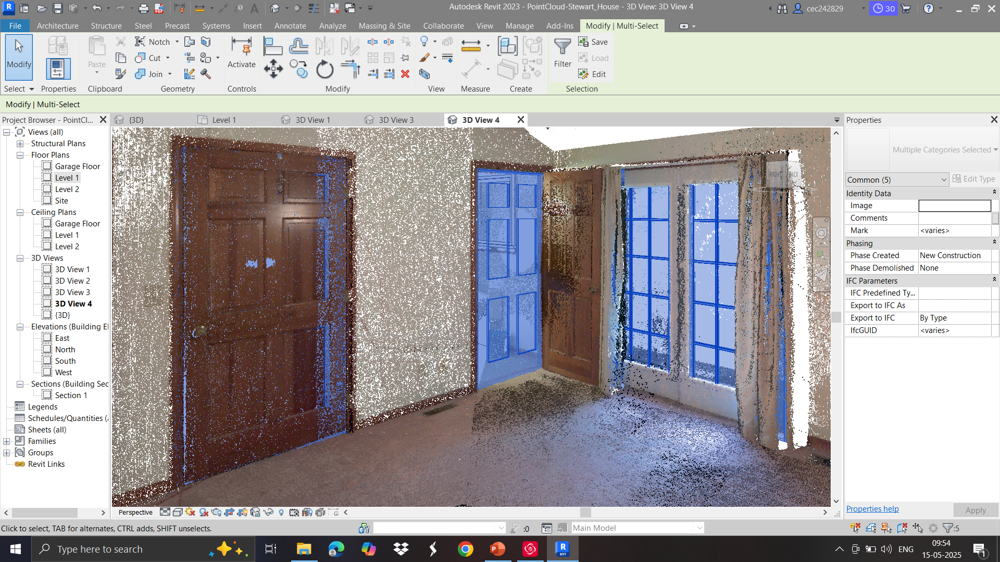 Autodesk Revit 2023 - PointCloud-Stewart_House - 3D View: 3D View 4
cec242829
30
File
Architecture
Structure
Steel
Precast
Systems
Insert
Annotate
Analyze
Massing & Site
Collaborate
View
Manage
Add-Ins
Modify | Multi-Select
Modify
Select
Properties
Paste
Clipboard
Notch
Cut
Join
Geometry
Activate
Controls
Modify
View
Measure
Create
Filter
Save
Load
Edit
Selection
Modify | Multi-Select
Project Browser - PointCl...
{3D}
Level 1
3D View 1
3D View 3
3D View 4
Views (all)
Structural Plans
Floor Plans
Garage Floor
Level 1
Level 2
Site
Ceiling Plans
Garage Floor
Level 1
Level 2
3D Views
3D View 1
3D View 2
3D View 3
3D View 4
{3D}
Elevations (Building El
East
North
South
West
Sections (Building Sec
Section 1
Legends
Schedules/Quantities (a
Sheets (all)
Families
Groups
Revit Links
RIGHT
BACK
Properties
Multiple Categories Selected
Common (5)
Edit Type
Identity Data
Image
Comments
Mark <varies>
Phasing
Phase Created New Construction
Phase Demolished None
IFC Parameters
IFC Predefined Ty...
Export to IFC As
Export to IFC By Type
IfcGUID <varies>
Properties help
Apply
Perspective
Click to select, TAB for alternates, CTRL adds, SHIFT unselects.
:0
Main Model
:5
Type here to search
R
RVT
ENG
09:54
15-05-2025
1